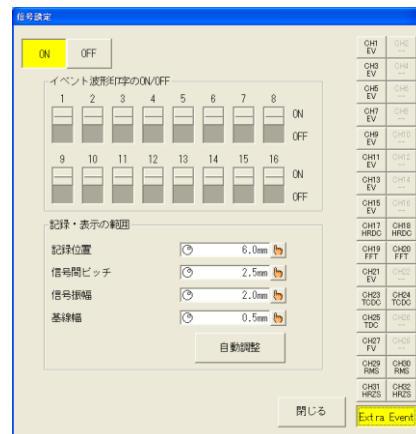 信号設定
ON OFF
イベント波形印字のON/OFF
1 2 3 4 5 6 7 8
ON
OFF
9 10 11 12 13 14 15 16
ON
OFF
記録・表示の範囲
記録位置 6.0mm
信号間ピッチ 2.5mm
信号振幅 2.0mm
基線幅 0.5mm
自動調整
閉じる
CH1 CH2
EV --
CH3 CH4
EV --
CH5 CH6
EV --
CH7 CH8
EV --
CH9 CH10
EV --
CH11 CH12
EV --
CH13 CH14
EV --
CH15 CH16
EV --
CH17 CH18
HRDC HRDC
CH19 CH20
FFT FFT
CH21 CH22
EV --
CH23 CH24
TCDC TCDC
CH25 CH26
TDC --
CH27 CH28
FV --
CH29 CH30
RMS RMS
CH31 CH32
HRZS HRZS
Extra Event